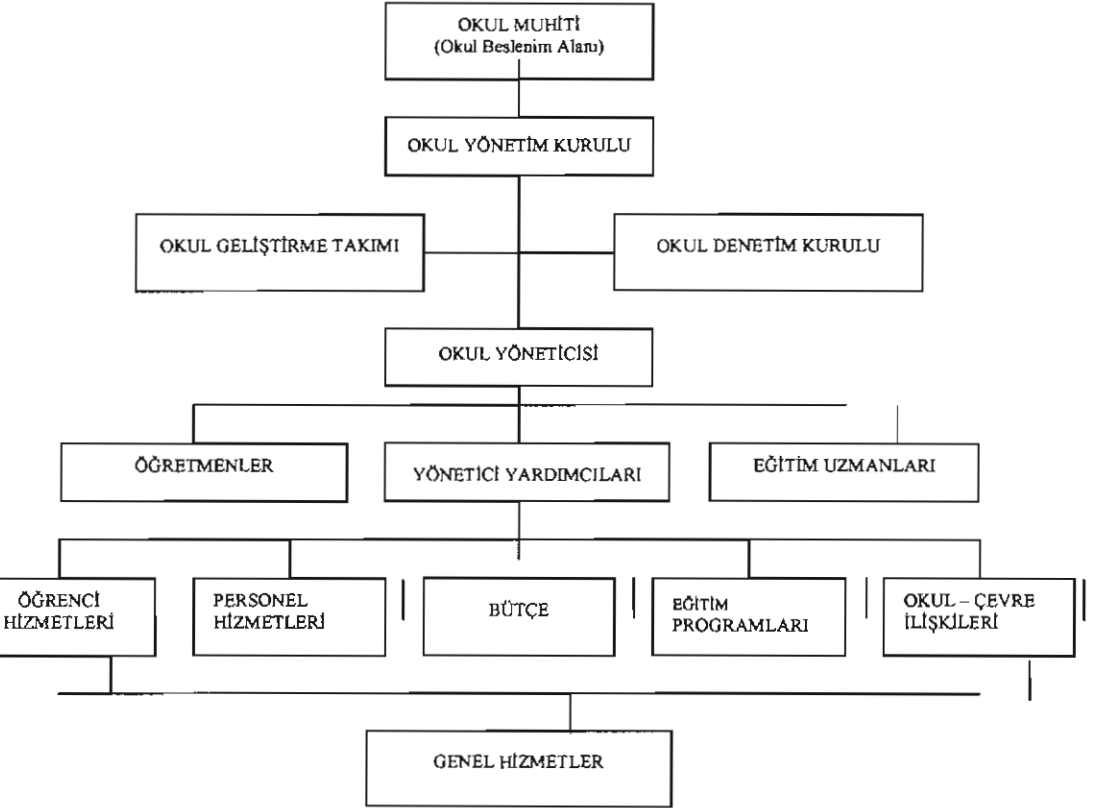 OKUL MUHİTİ
(Okul Beslenim Alanı)
OKUL YÖNETİM KURULU
OKUL GELİŞTİRME TAKIMI
OKUL DENETİM KURULU
OKUL YÖNETİCİSİ
ÖĞRETMENLER
YÖNETİCİ YARDIMCILARI
EĞİTİM UZMANLARI
ÖĞRENCİ
HİZMETLERİ
PERSONEL
HİZMETLERİ
BÜTÇE
EĞİTİM
PROGRAMLARI
OKUL – ÇEVRE
İLİŞKİLERİ
GENEL HİZMETLER